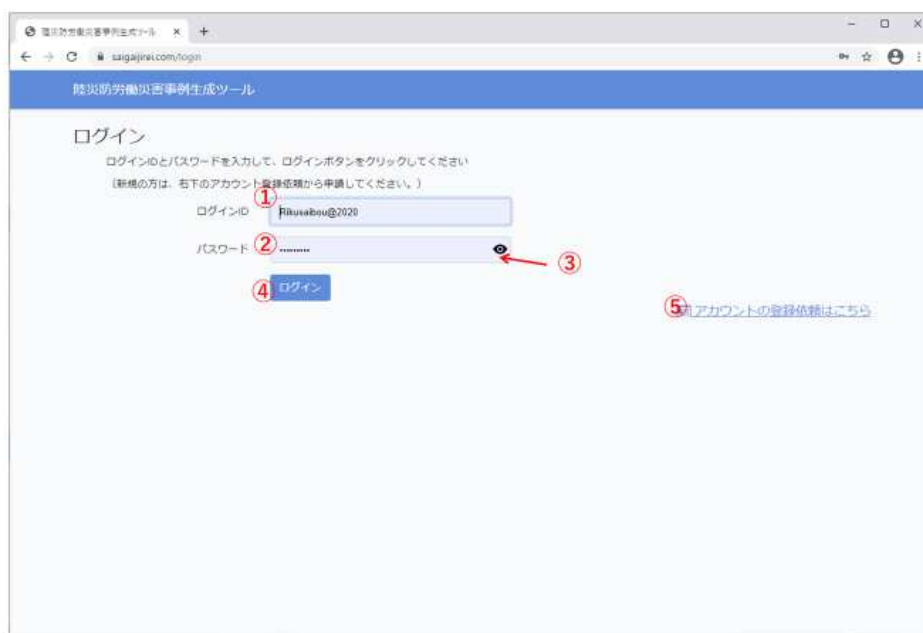 陸災防労働災害事例生成ツール
saigaijirei.com/login
陸災防労働災害事例生成ツール
ログイン
ログインIDとパスワードを入力して、ログインボタンをクリックしてください
(新規の方は、右下のアカウント登録依頼から申請してください。)
①
ログインID Rikusaibou@2020
パスワード ② ••••••••• ③
④ ログイン
⑤ アカウントの登録依頼はこちら